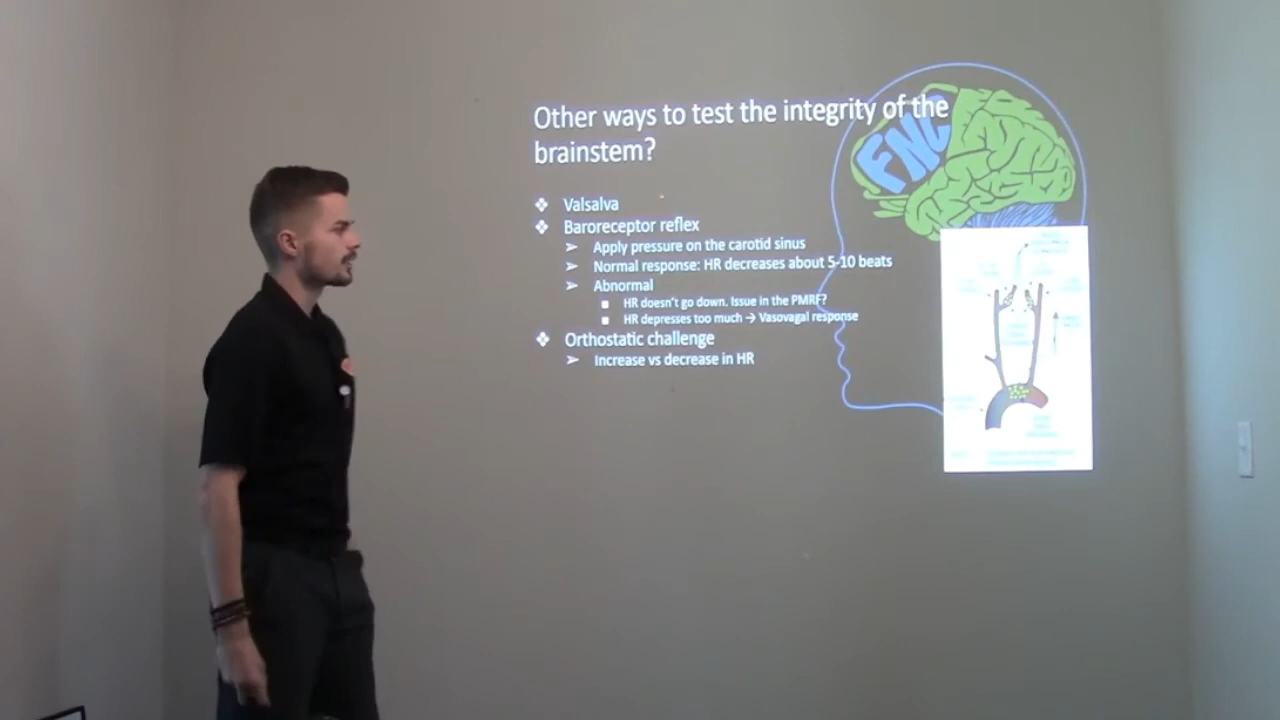 Other ways to test the integrity of the
brainstem?
FNC
❖ Valsalva
❖ Baroreceptor reflex
➢ Apply pressure on the carotid sinus
➢ Normal response: HR decreases about 5-10 beats
➢ Abnormal
▪ HR doesn't go down. Issue in the PMRF?
▪ HR depresses too much → Vasovagal response
❖ Orthostatic challenge
➢ Increase vs decrease in HR